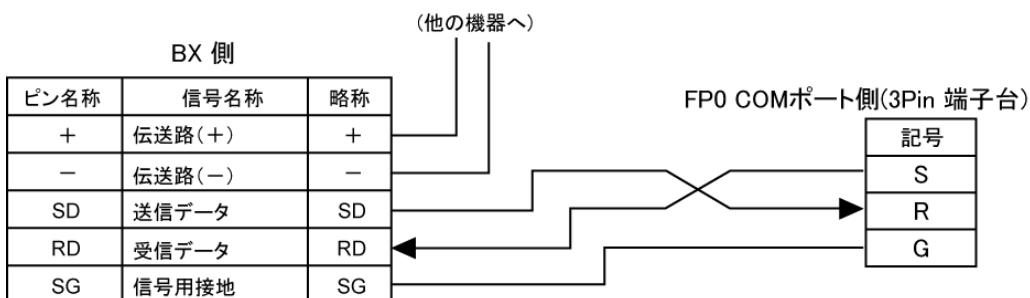 (他の機器へ)
BX 側
ピン名称 信号名称 略称
＋ 伝送路(＋) ＋
－ 伝送路(－) －
SD 送信データ SD
RD 受信データ RD
SG 信号用接地 SG
FP0 COMポート側(3Pin 端子台)
記号
S
R
G